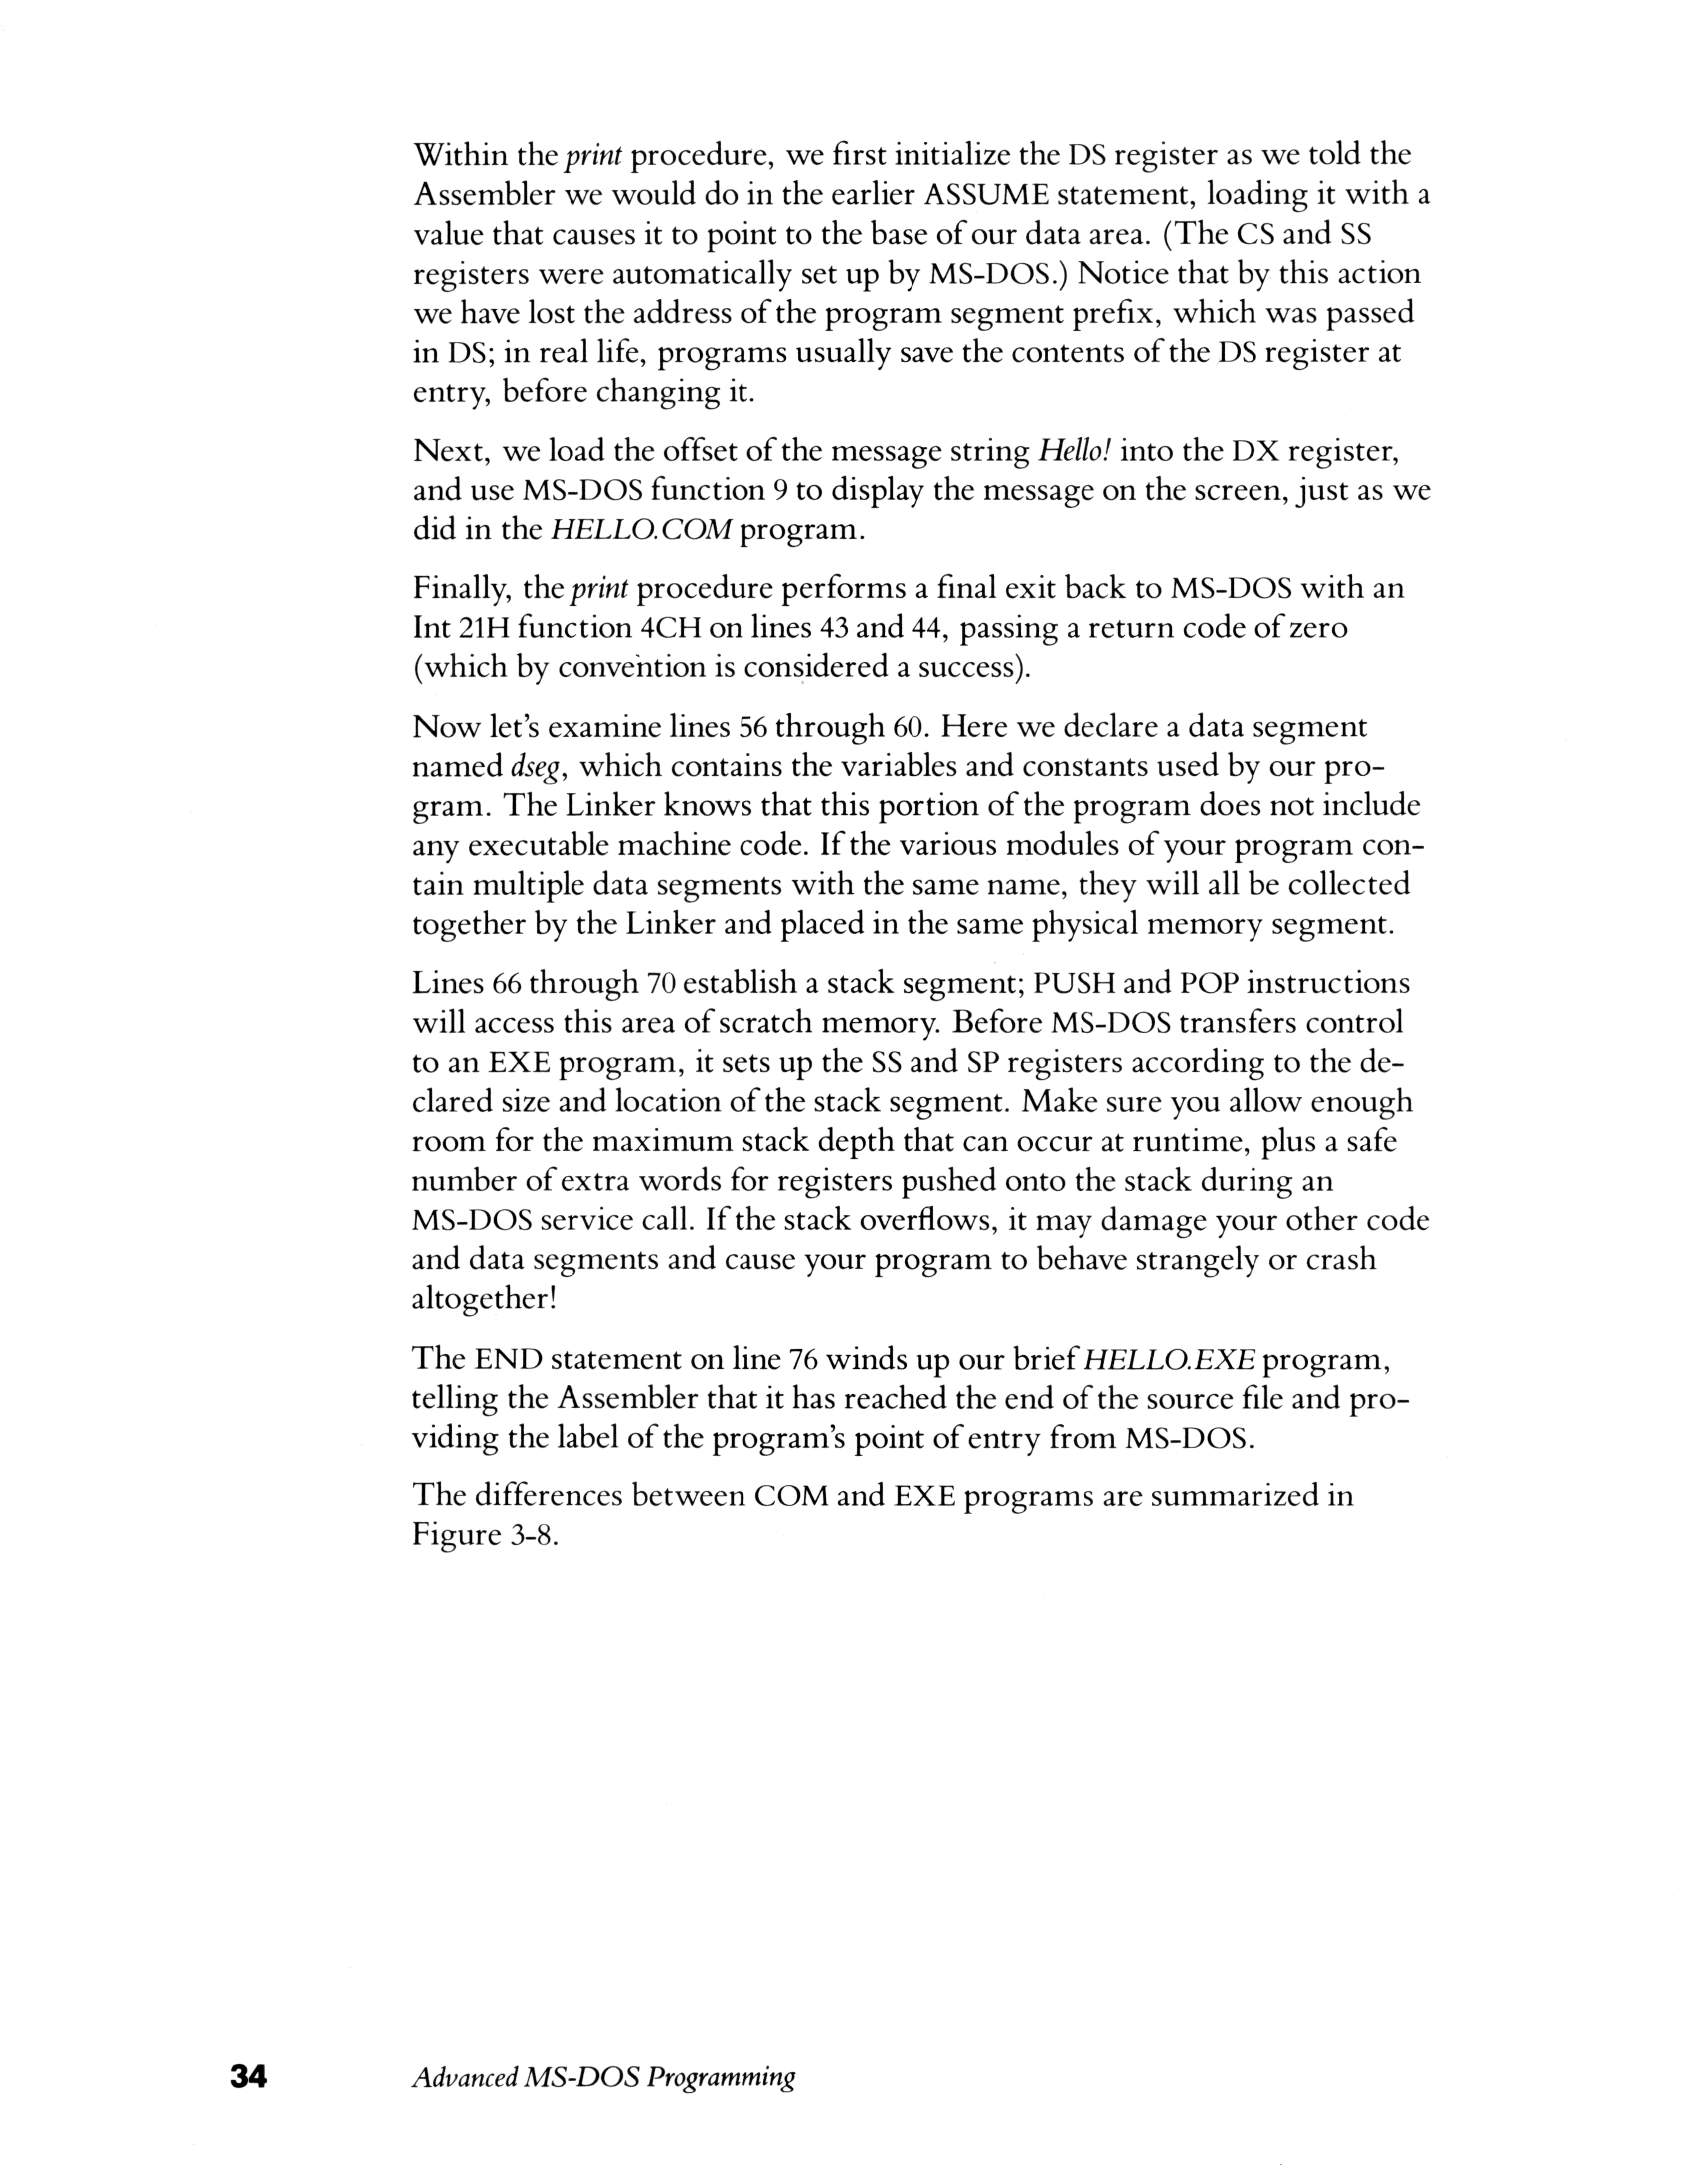 Within the print procedure, we first initialize the DS register as we told the
Assembler we would do in the earlier ASSUME statement, loading it with a
value that causes it to point to the base of our data area. (The CS and SS
registers were automatically set up by MS-DOS.) Notice that by this action
we have lost the address of the program segment prefix, which was passed
in DS; in real life, programs usually save the contents of the DS register at
entry, before changing it.
Next, we load the offset of the message string Hello! into the DX register,
and use MS-DOS function 9 to display the message on the screen, just as we
did in the HELLO.COM program.
Finally, the print procedure performs a final exit back to MS-DOS with an
Int 21H function 4CH on lines 43 and 44, passing a return code of zero
(which by convention is considered a success).
Now let's examine lines 56 through 60. Here we declare a data segment
named dseg, which contains the variables and constants used by our pro-
gram. The Linker knows that this portion of the program does not include
any executable machine code. If the various modules of your program con-
tain multiple data segments with the same name, they will all be collected
together by the Linker and placed in the same physical memory segment.
Lines 66 through 70 establish a stack segment; PUSH and POP instructions
will access this area of scratch memory. Before MS-DOS transfers control
to an EXE program, it sets up the SS and SP registers according to the de-
clared size and location of the stack segment. Make sure you allow enough
room for the maximum stack depth that can occur at runtime, plus a safe
number of extra words for registers pushed onto the stack during an
MS-DOS service call. If the stack overflows, it may damage your other code
and data segments and cause your program to behave strangely or crash
altogether!
The END statement on line 76 winds up our brief HELLO.EXE program,
telling the Assembler that it has reached the end of the source file and pro-
viding the label of the program's point of entry from MS-DOS.
The differences between COM and EXE programs are summarized in
Figure 3-8.
34 Advanced MS-DOS Programming